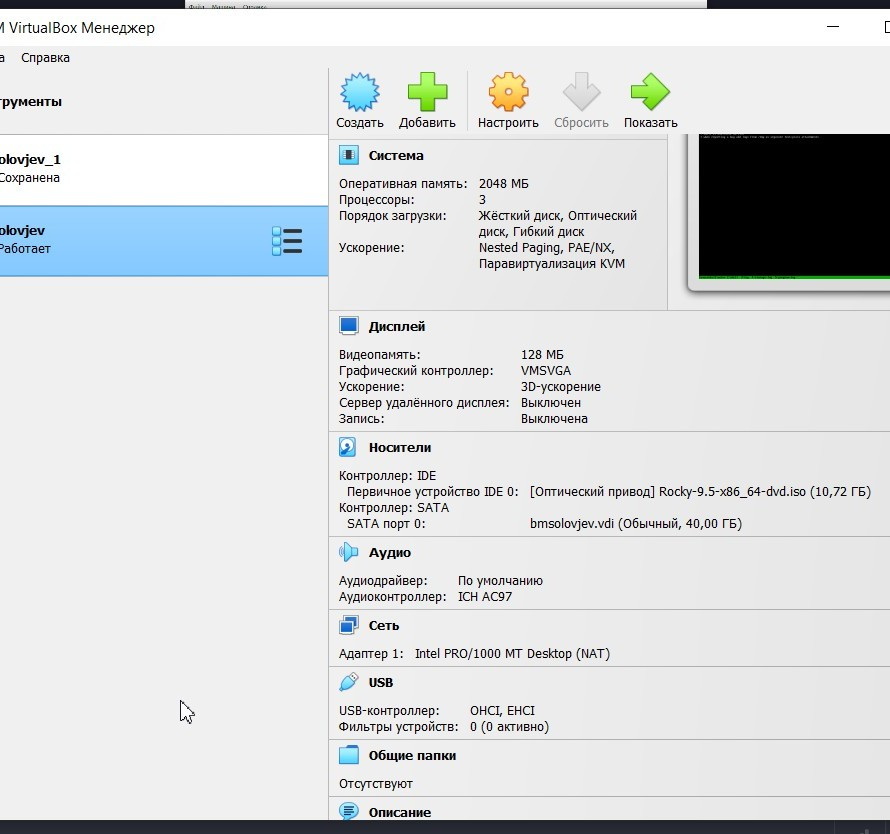 Файл Машина Справка
M VirtualBox Менеджер
а Справка
трументы
Создать Добавить Настроить Сбросить Показать
olovjev_1
Сохранена
olovjev
Работает
Система
Оперативная память: 2048 МБ
Процессоры: 3
Порядок загрузки: Жёсткий диск, Оптический
диск, Гибкий диск
Ускорение: Nested Paging, PAE/NX,
Паравиртуализация KVM
Дисплей
Видеопамять: 128 МБ
Графический контроллер: VMSVGA
Ускорение: 3D-ускорение
Сервер удалённого дисплея: Выключен
Запись: Выключена
Носители
Контроллер: IDE
Первичное устройство IDE 0: [Оптический привод] Rocky-9.5-x86_64-dvd.iso (10,72 ГБ)
Контроллер: SATA
SATA порт 0: bmsolovjev.vdi (Обычный, 40,00 ГБ)
Аудио
Аудиодрайвер: По умолчанию
Аудиоконтроллер: ICH AC97
Сеть
Адаптер 1: Intel PRO/1000 MT Desktop (NAT)
USB
USB-контроллер: OHCI, EHCI
Фильтры устройств: 0 (0 активно)
Общие папки
Отсутствуют
Описание